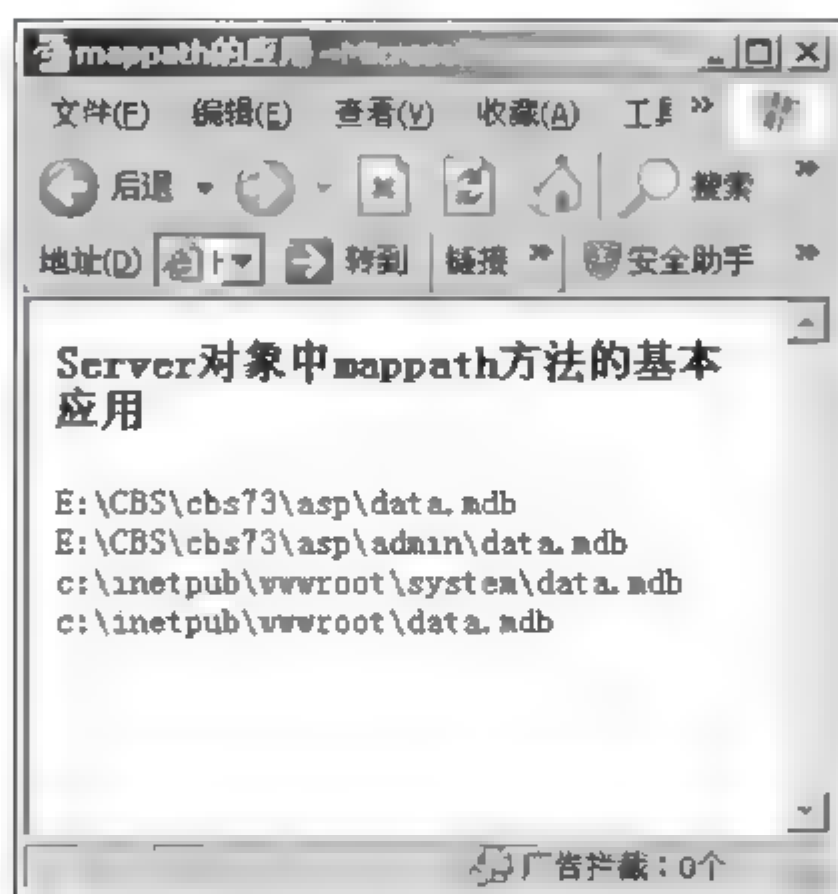 mappath的应用 -Microsoft
文件(F) 编辑(E) 查看(V) 收藏(A) 工具 »
后退 搜索 »
地址(D) 转到 链接 » 安全助手 »
Server对象中mappath方法的基本
应用
E:\CBS\cbs73\asp\data.mdb
E:\CBS\cbs73\asp\admin\data.mdb
c:\inetpub\wwwroot\system\data.mdb
c:\inetpub\wwwroot\data.mdb
广告拦截：0个